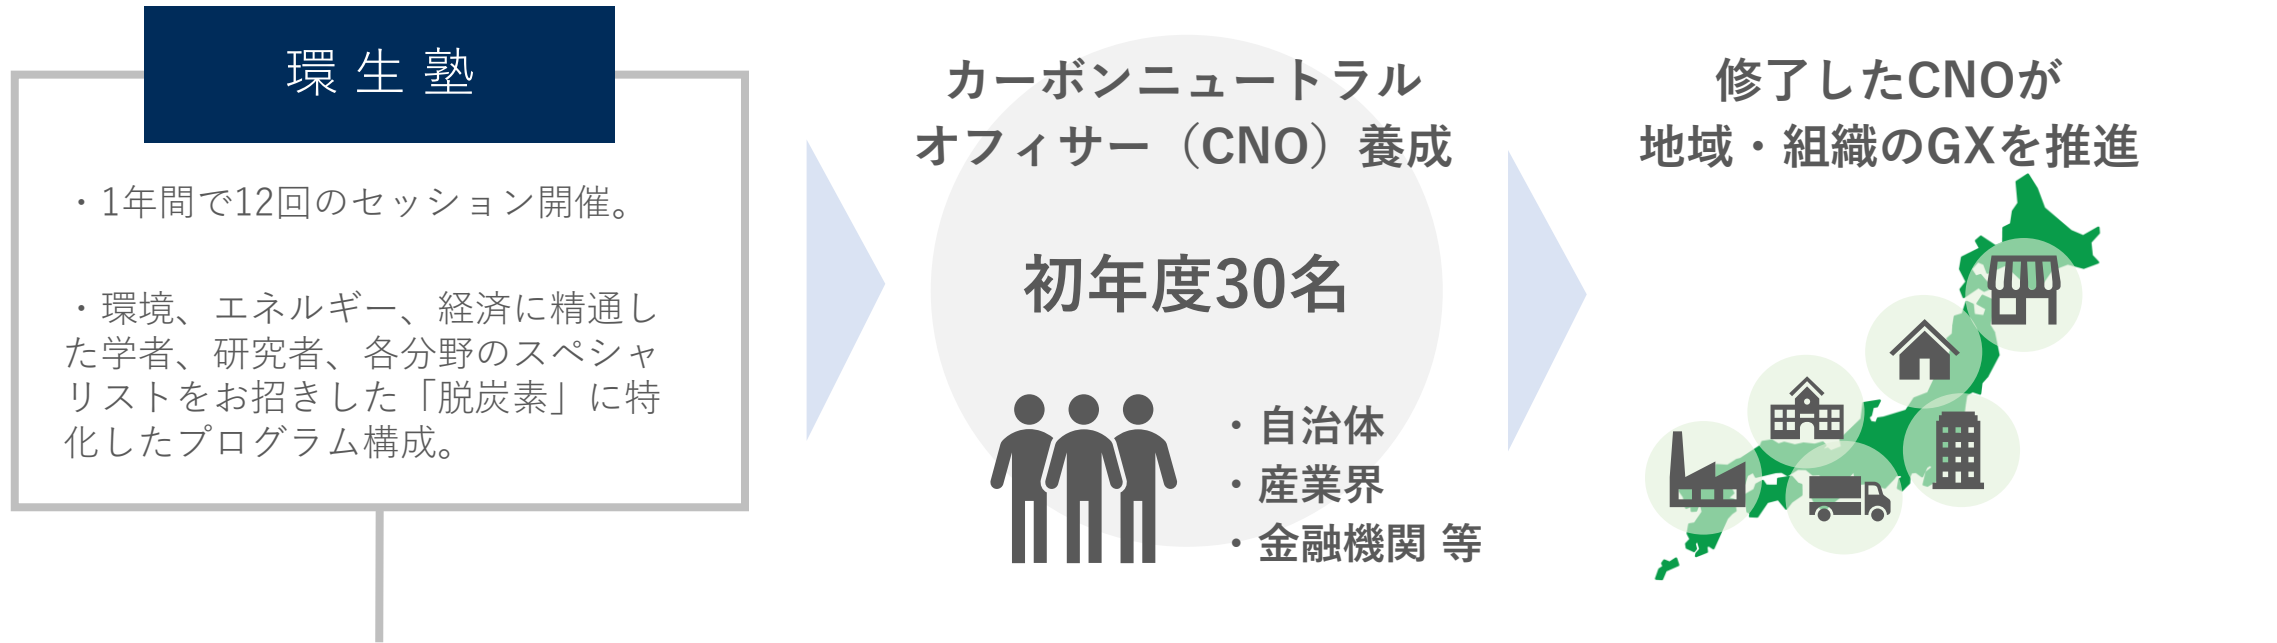 環生塾
・1年間で12回のセッション開催。
・環境、エネルギー、経済に精通し
た学者、研究者、各分野のスペシャ
リストをお招きした「脱炭素」に特
化したプログラム構成。
カーボンニュートラル
オフィサー（CNO）養成
初年度30名
・自治体
・産業界
・金融機関 等
修了したCNOが
地域・組織のGXを推進